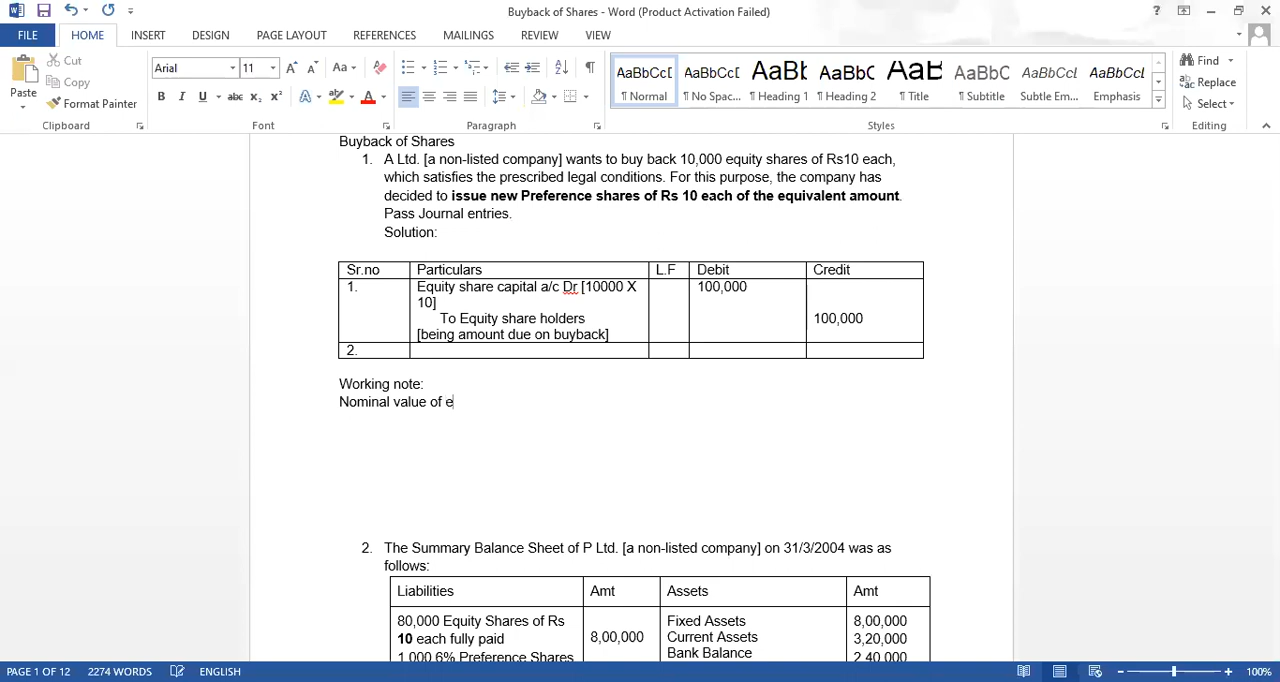 Buyback of Shares - Word (Product Activation Failed)
FILE HOME INSERT DESIGN PAGE LAYOUT REFERENCES MAILINGS REVIEW VIEW
Paste
Cut
Copy
Format Painter
Clipboard
Arial 11
Font
Paragraph
AaBbCcD AaBbCcD AaBb AaBbC AaBb AaBbC AaBbCcI AaBbCcI
¶ Normal ¶ No Spac... ¶ Heading 1 ¶ Heading 2 ¶ Title ¶ Subtitle Subtle Em... Emphasis
Styles
Find
Replace
Select
Editing
Buyback of Shares
1. A Ltd. [a non-listed company] wants to buy back 10,000 equity shares of Rs10 each,
which satisfies the prescribed legal conditions. For this purpose, the company has
decided to issue new Preference shares of Rs 10 each of the equivalent amount.
Pass Journal entries.
Solution:
Sr.no Particulars L.F Debit Credit
1. Equity share capital a/c Dr [10000 X 100,000
10]
To Equity share holders 100,000
[being amount due on buyback]
2.
Working note:
Nominal value of e
2. The Summary Balance Sheet of P Ltd. [a non-listed company] on 31/3/2004 was as
follows:
Liabilities Amt Assets Amt
80,000 Equity Shares of Rs Fixed Assets 8,00,000
10 each fully paid 8,00,000 Current Assets 3,20,000
1,000 6% Preference Shares Bank Balance 2,40,000
PAGE 1 OF 12 2274 WORDS ENGLISH 100%